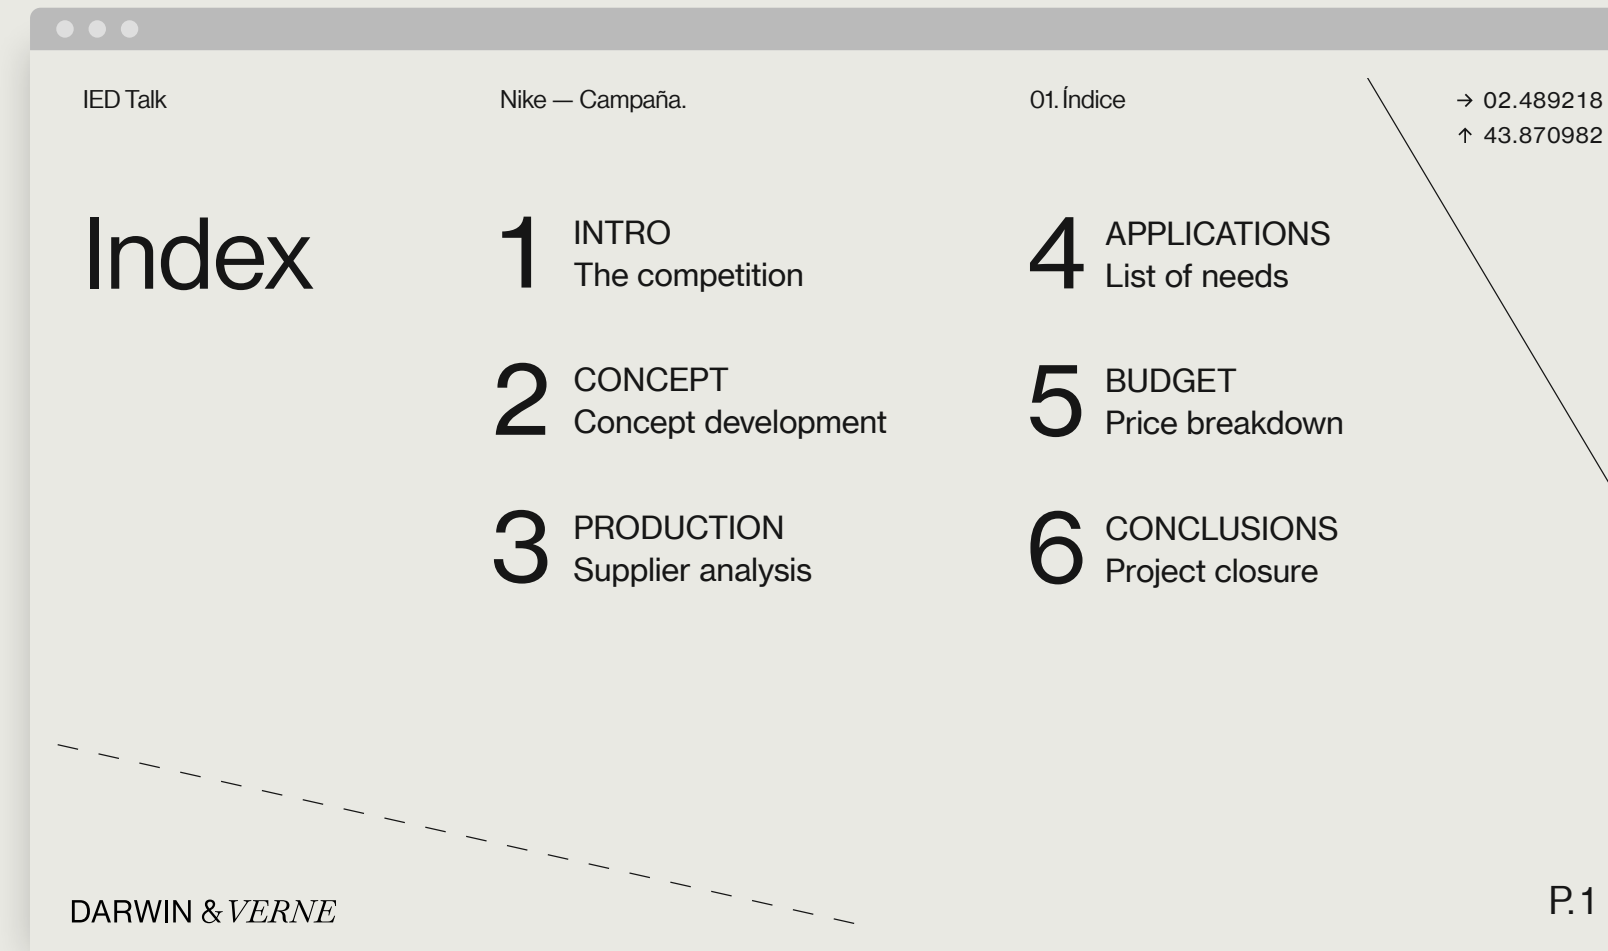 IED Talk
Nike — Campaña.
01. Índice
→ 02.489218
↑ 43.870982
Index
1 INTRO
The competition
2 CONCEPT
Concept development
3 PRODUCTION
Supplier analysis
4 APPLICATIONS
List of needs
5 BUDGET
Price breakdown
6 CONCLUSIONS
Project closure
DARWIN & VERNE
P.1